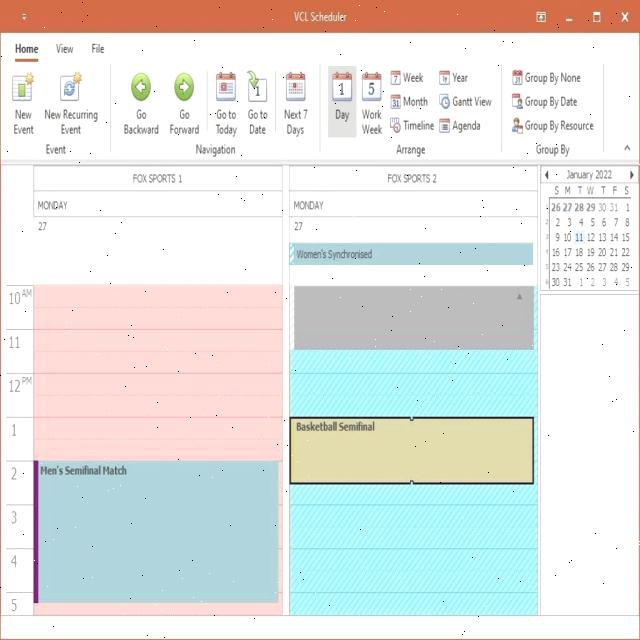 VCL Scheduler
Home View File
New Event
New Recurring Event
Go Backward
Go Forward
Go to Today
Go to Date
Next 7 Days
Day
Work Week
Week
Month
Timeline
Year
Gantt View
Agenda
Group By None
Group By Date
Group By Resource
Event Navigation Arrange Group By
FOX SPORTS 1 FOX SPORTS 2
MONDAY MONDAY
27 27
Women's Synchronised
10 AM
11
12 PM
1
Basketball Semifinal
2
Men's Semifinal Match
3
4
5
January 2022
S M T W T F S
26 27 28 29 30 31 1
2 3 4 5 6 7 8
9 10 11 12 13 14 15
16 17 18 19 20 21 22
23 24 25 26 27 28 29
30 31 1 2 3 4 5